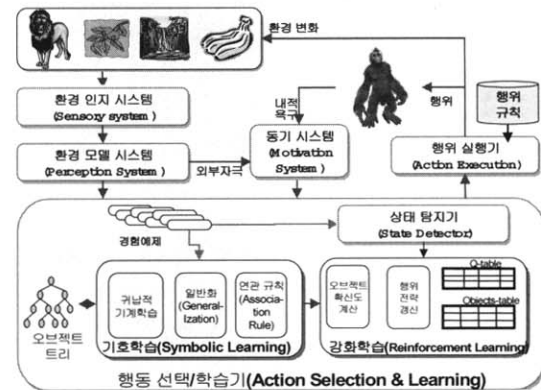 환경 변화
환경 인지 시스템
(Sensory system)
내적
욕구
행위
행위
규칙
환경 모델 시스템
(Perception System)
외부자극
동기 시스템
(Motivation
System)
행위 실행기
(Action Execution)
경험예제
상태 탐지기
(State Detector)
오브젝트
트리
귀납적
기계학습
일반화
(General-
Ization)
연관 규칙
(Associa-
tion
Rule)
기호학습(Symbolic Learning)
오브젝트
확신도
계산
행위
전략
갱신
Q-table
Objects-table
강화학습(Reinforcement Learning)
행동 선택/학습기(Action Selection & Learning)